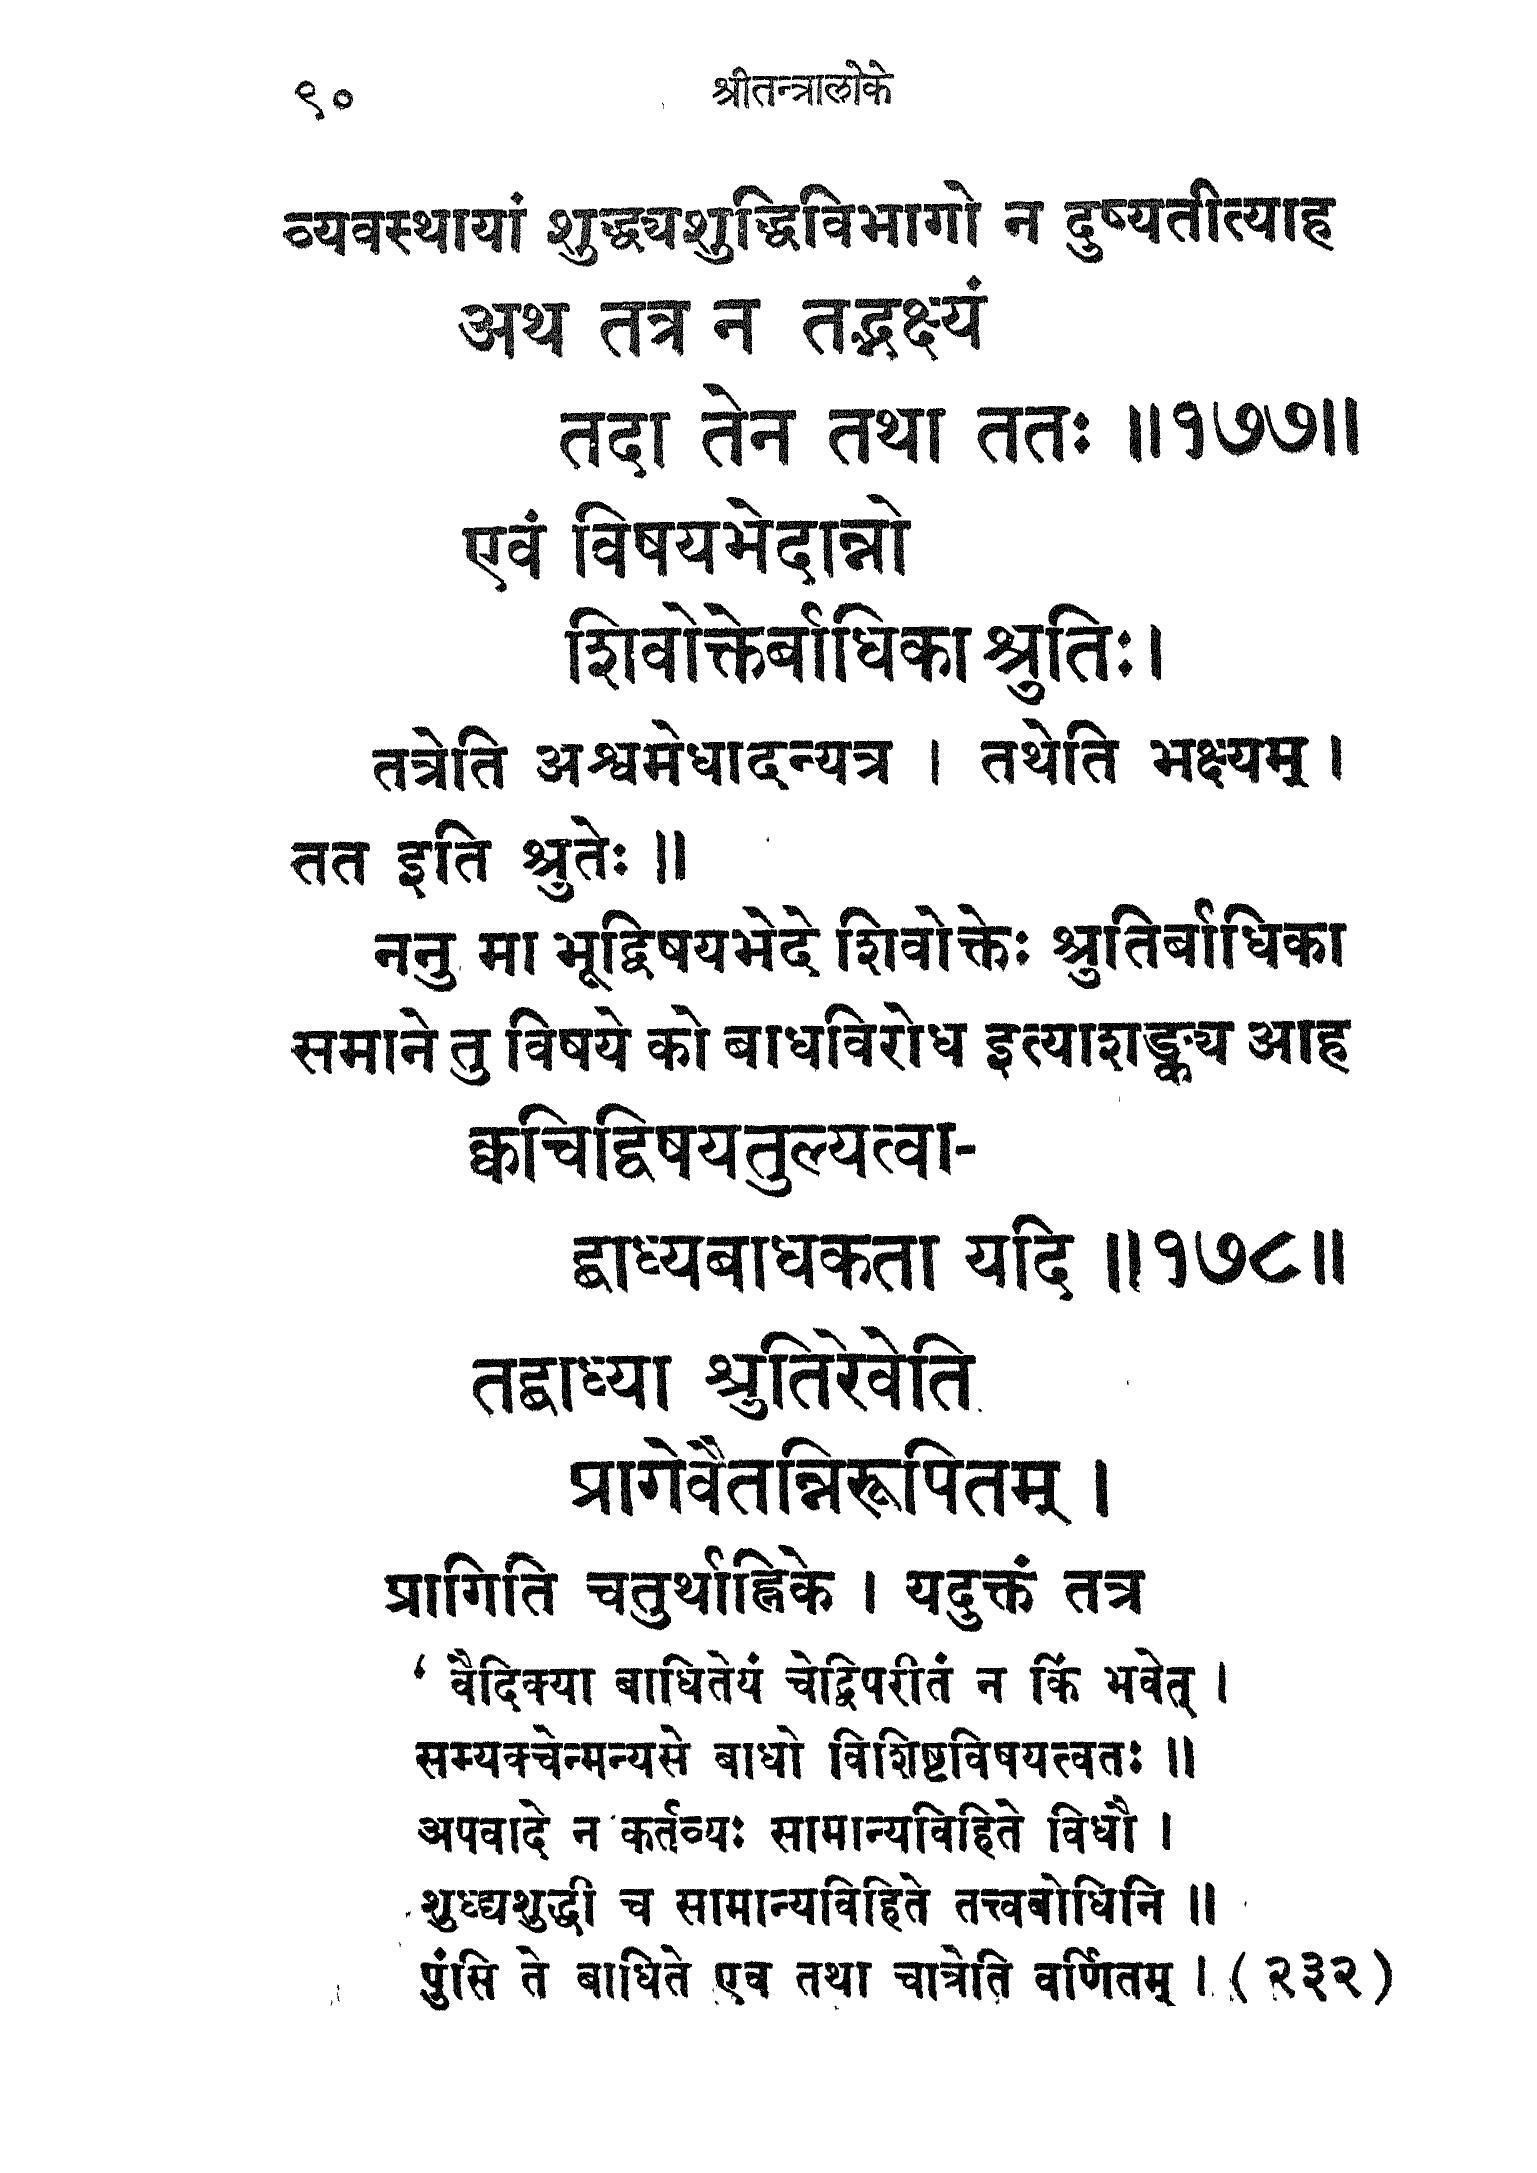 ९०
श्रीतन्त्रालोके
व्यवस्थायां शुद्ध्यशुद्धिविभागो न दुष्यतीत्याह
अथ तत्र न तद्भक्ष्यं
तदा तेन तथा ततः ॥१७७॥
एवं विषयभेदान्नो
शिवोक्तेर्बाधिका श्रुतिः।
तत्रेति अश्वमेधादन्यत्र । तथेति भक्ष्यम् ।
तत इति श्रुतेः ॥
ननु मा भूद्विषयभेदे शिवोक्तेः श्रुतिर्बाधिका
समाने तु विषये को बाधविरोध इत्याशङ्क्य आह
क्वचिद्विषयतुल्यत्वा-
द्बाध्यबाधकता यदि ॥१७८॥
तद्बाध्या श्रुतिरेवेति
प्रागेवैतन्निरूपितम् ।
प्रागिति चतुर्थाह्निके । यदुक्तं तत्र
‘ वैदिक्या बाधितेयं चेद्विपरीतं न किं भवेत् ।
सम्यक्चेन्मन्यसे बाधो विशिष्टविषयत्वतः ॥
अपवादे न कर्तव्यः सामान्यविहिते विधौ ।
शुध्द्यशुद्धी च सामान्यविहिते तत्त्वबोधिनि ॥
पुंसि ते बाधिते एव तथा चात्रेति वर्णितम् । ( २३२ )